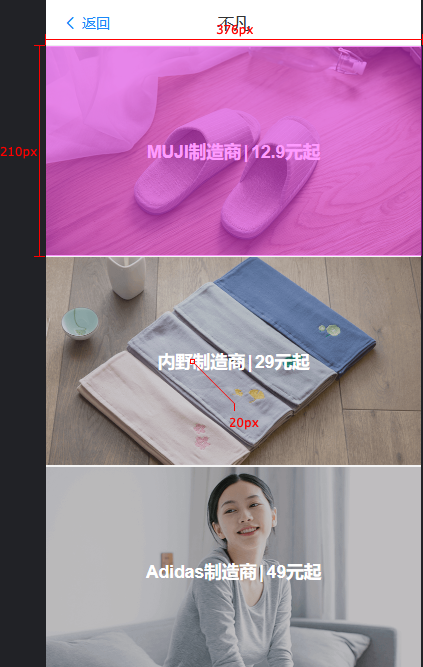 返回
不凡
376px
210px
MUJI制造商|12.9元起
内野制造商|29元起
20px
Adidas制造商|49元起